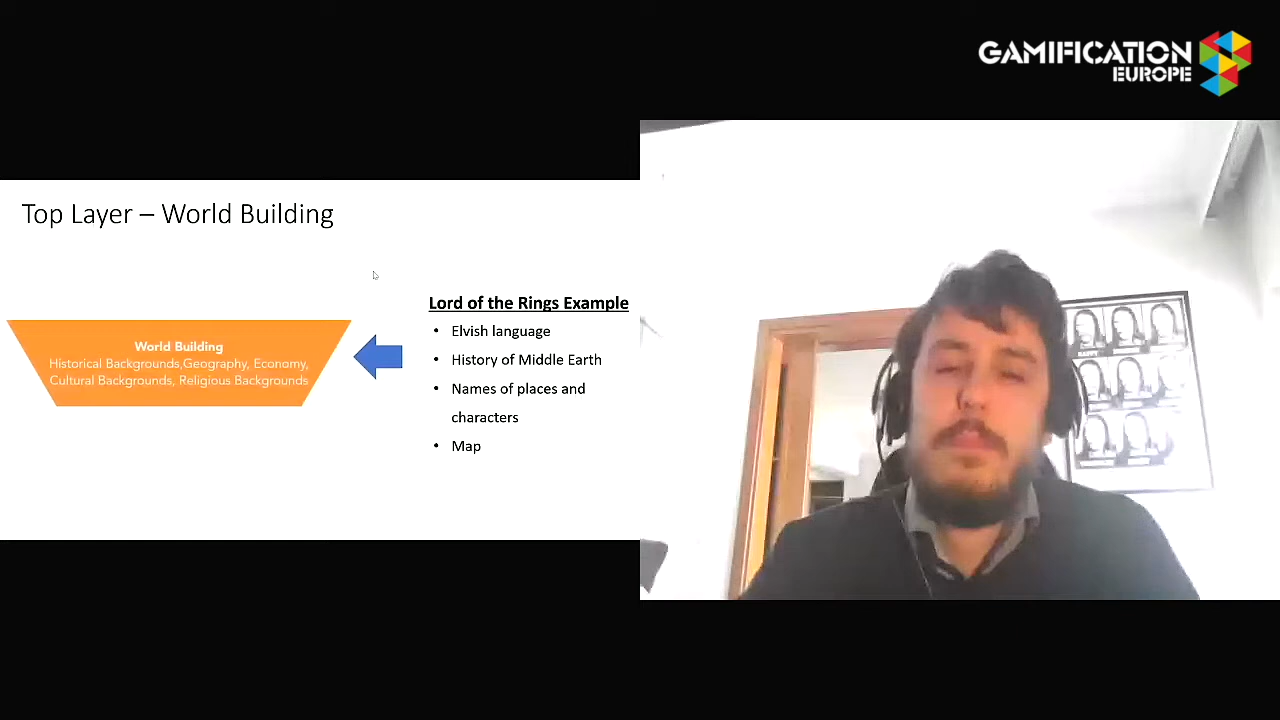 GAMIFICATION
EUROPE
Top Layer – World Building
World Building
Historical Backgrounds,Geography, Economy,
Cultural Backgrounds, Religious Backgrounds
Lord of the Rings Example
• Elvish language
• History of Middle Earth
• Names of places and
characters
• Map
HAPPY